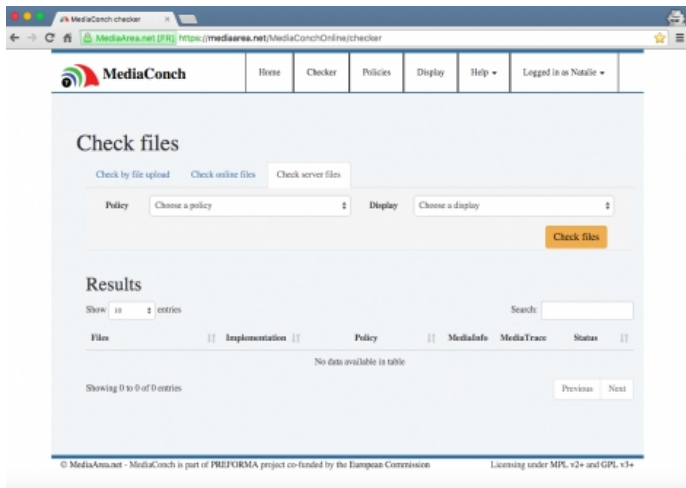 MediaConch checker
MediaArea.net [FR] https://mediaarea.net/MediaConchOnline/checker
MediaConch Home Checker Policies Display Help Logged in as Natalie
Check files
Check by file upload Check online files Check server files
Policy Choose a policy Display Choose a display
Check files
Results
Show 10 entries Search:
Files Implementation Policy MediaInfo MediaTrace Status
No data available in table
Showing 0 to 0 of 0 entries Previous Next
© MediaArea.net - MediaConch is part of PREFORMA project co-funded by the European Commission Licensing under MPL v2+ and GPL v3+